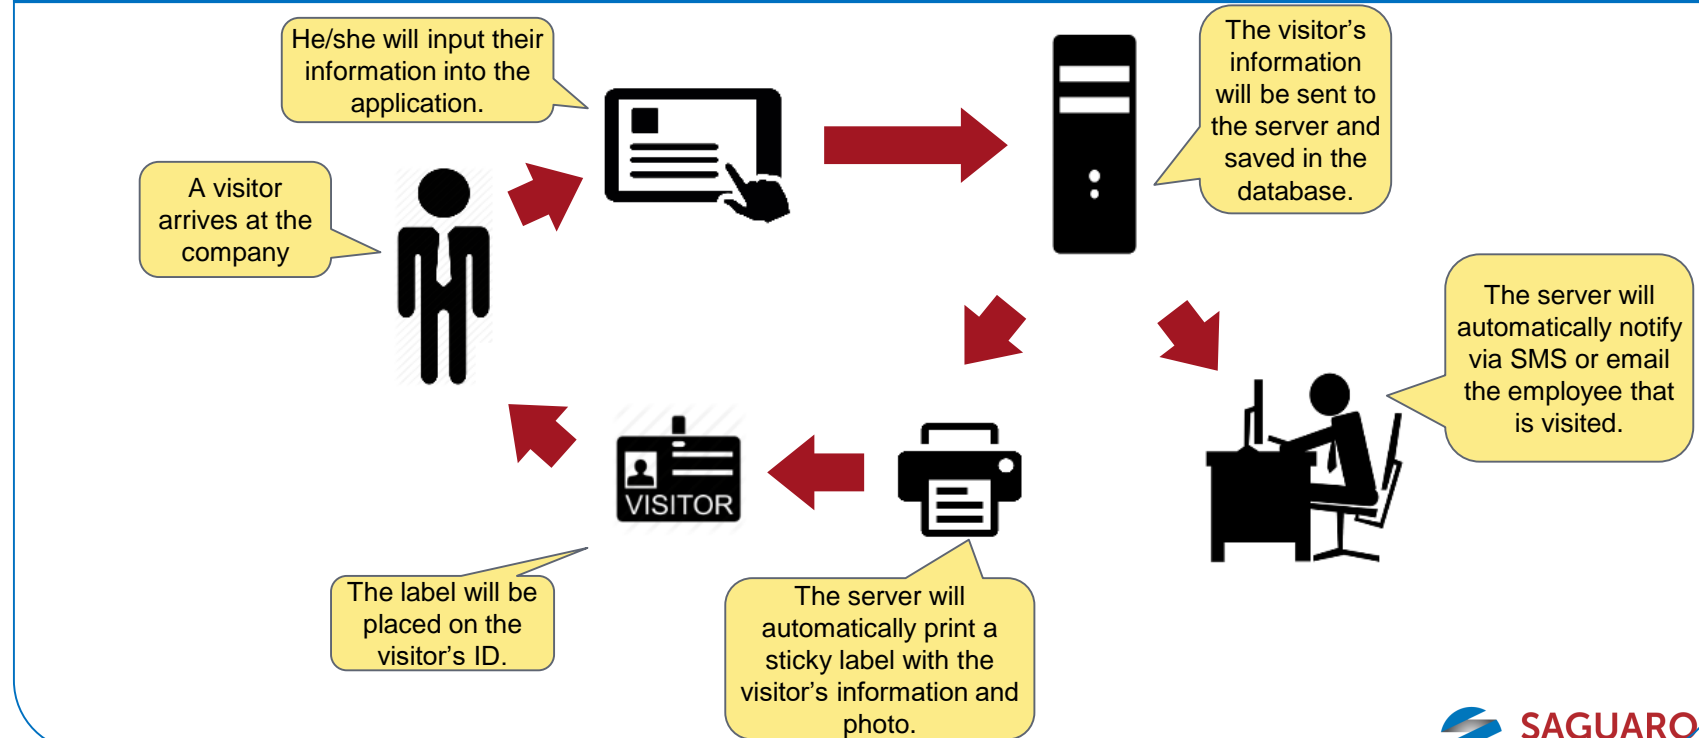 He/she will input their
information into the
application.
The visitor’s
information
will be sent to
the server and
saved in the
database.
A visitor
arrives at the
company
The server will
automatically notify
via SMS or email
the employee that
is visited.
VISITOR
The label will be
placed on the
visitor’s ID.
The server will
automatically print a
sticky label with the
visitor’s information and
photo.
SAGUARO